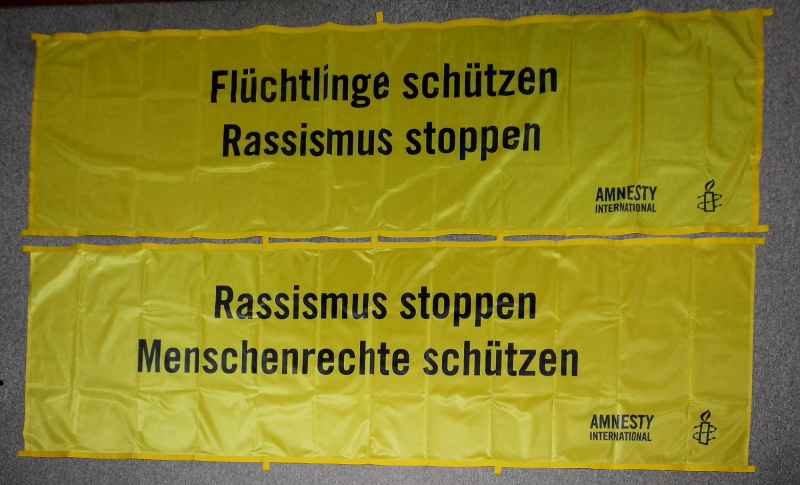 Flüchtlinge schützen
Rassismus stoppen
AMNESTY
INTERNATIONAL
Rassismus stoppen
Menschenrechte schützen
AMNESTY
INTERNATIONAL